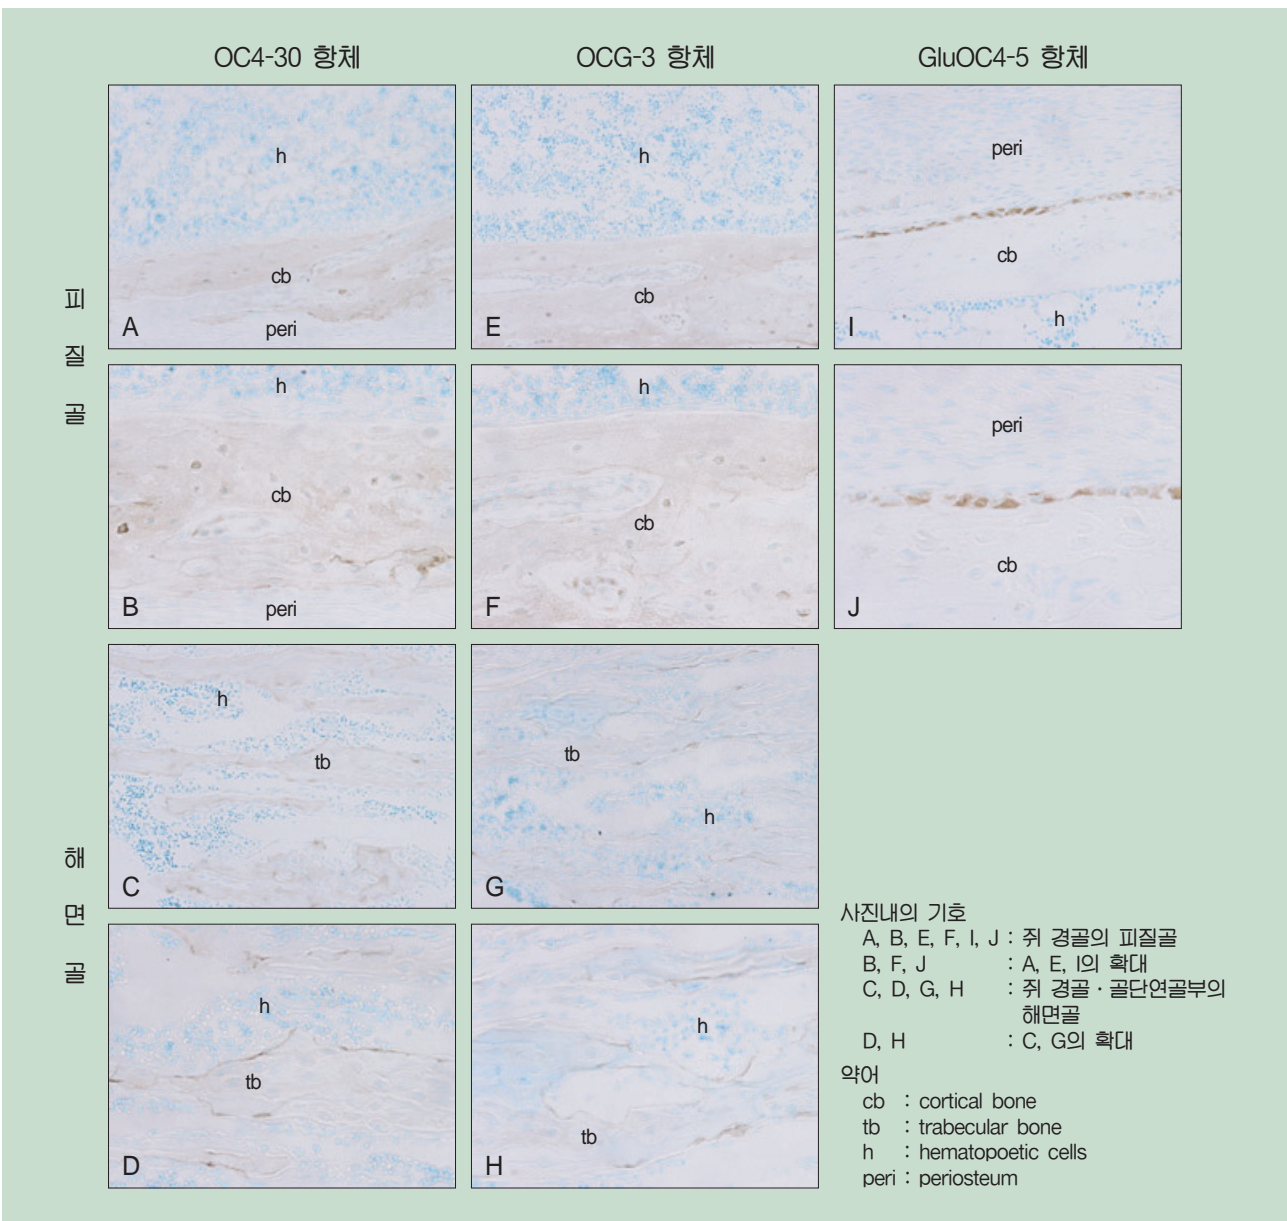 OC4-30 항체
OCG-3 항체
GluOC4-5 항체
피질골
h
cb
peri
A
h
cb
E
peri
cb
h
I
h
cb
peri
B
h
cb
F
peri
cb
J
해면골
h
tb
C
tb
h
G
h
tb
D
h
tb
H
사진내의 기호
A, B, E, F, I, J : 쥐 경골의 피질골
B, F, J : A, E, I의 확대
C, D, G, H : 쥐 경골 · 골단연골부의
해면골
D, H : C, G의 확대
약어
cb : cortical bone
tb : trabecular bone
h : hematopoetic cells
peri : periosteum